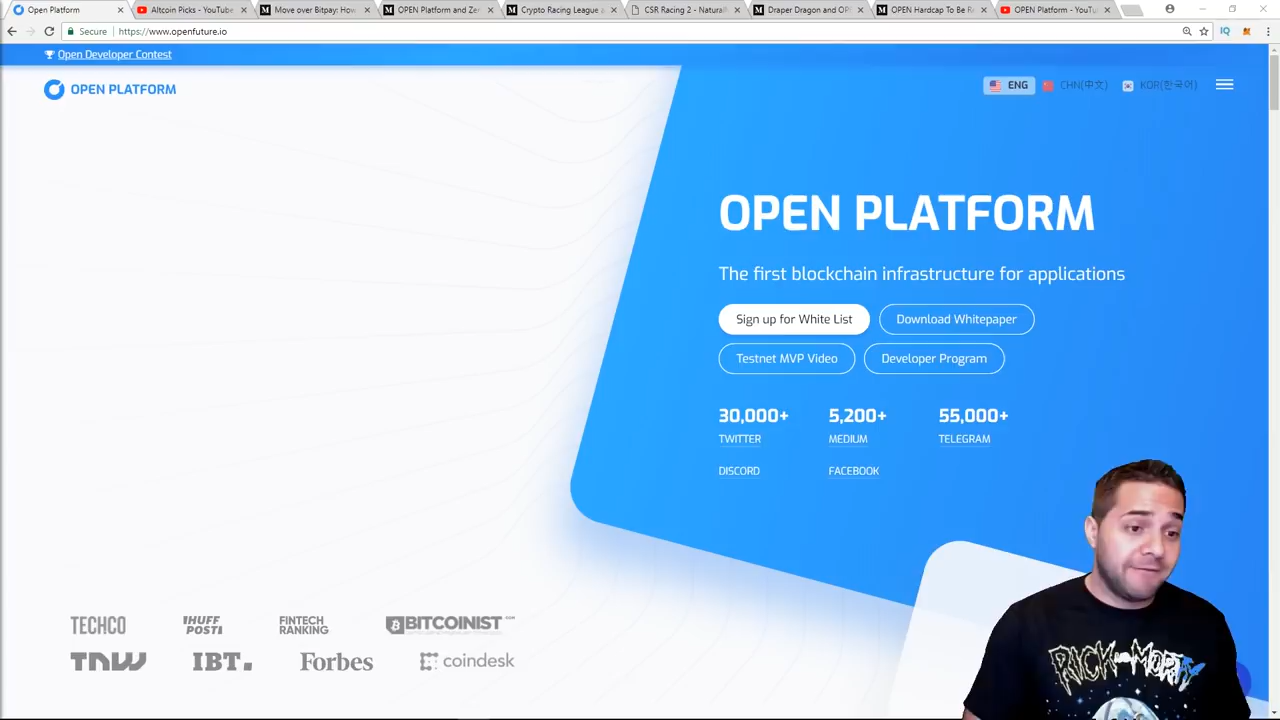 Open Platform
Altcoin Picks - YouTube
Move over Bitpay: How
OPEN Platform and Ze
Crypto Racing League a
CSR Racing 2 - Natural
Draper Dragon and
OPEN Hardcap To Be R
OPEN Platform - YouTu
Secure
https://www.openfuture.io
Open Developer Contest
OPEN PLATFORM
ENG
CHN(中文)
KOR(한국어)
OPEN PLATFORM
The first blockchain infrastructure for applications
Sign up for White List
Download Whitepaper
Testnet MVP Video
Developer Program
30,000+
5,200+
55,000+
TWITTER
MEDIUM
TELEGRAM
DISCORD
FACEBOOK
TECHCO
HUFF
POST
FINTECH
RANKING
BITCOINIST.COM
TNW
IBT.
Forbes
coindesk
RICK AND MORTY